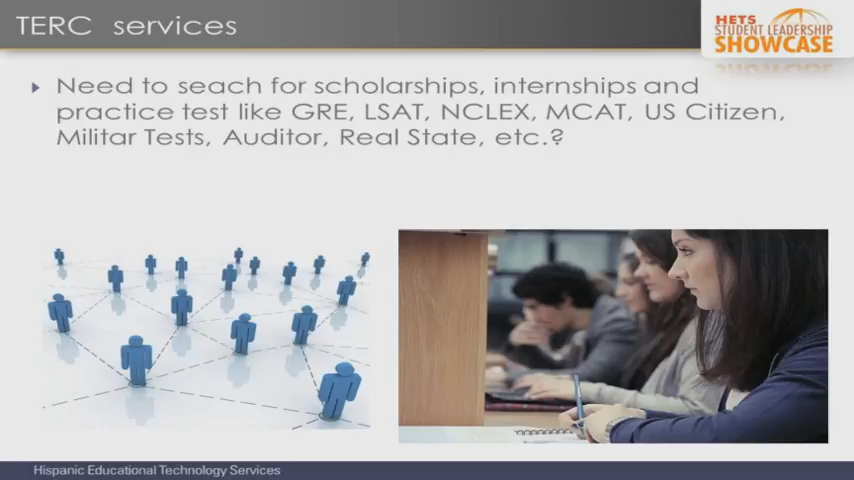 TERC services
HETS
STUDENT LEADERSHIP
SHOWCASE
Need to seach for scholarships, internships and
practice test like GRE, LSAT, NCLEX, MCAT, US Citizen,
Militar Tests, Auditor, Real State, etc.?
Hispanic Educational Technology Services